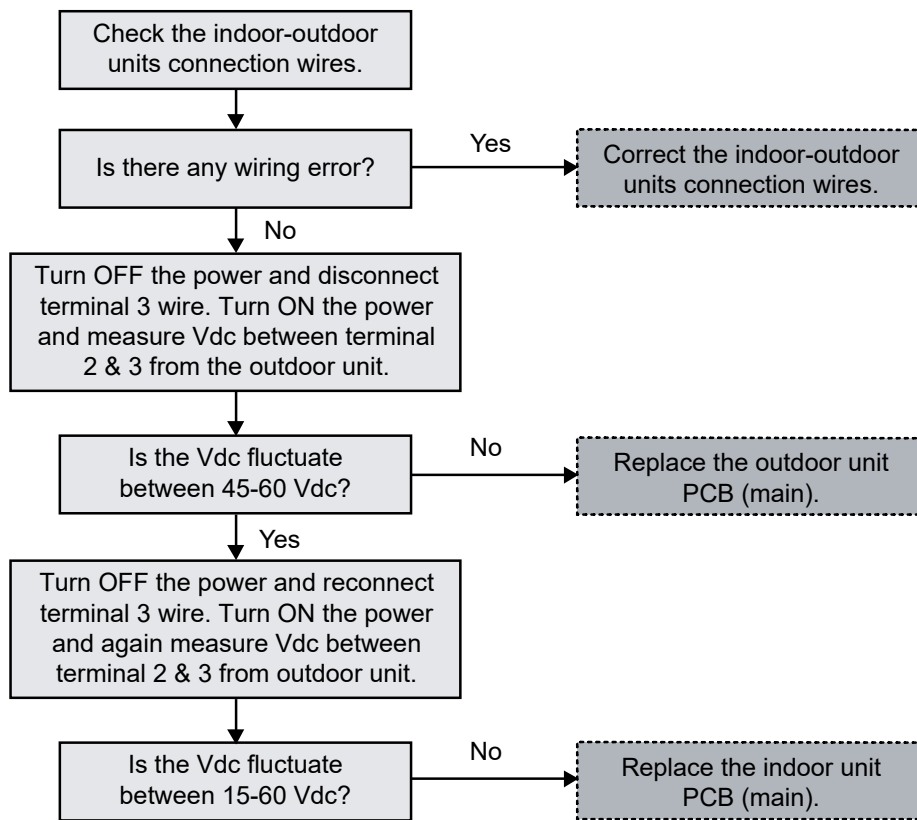 Check the indoor-outdoor
units connection wires.
Is there any wiring error?
Yes
Correct the indoor-outdoor
units connection wires.
No
Turn OFF the power and disconnect
terminal 3 wire. Turn ON the power
and measure Vdc between terminal
2 & 3 from the outdoor unit.
Is the Vdc fluctuate
between 45-60 Vdc?
No
Replace the outdoor unit
PCB (main).
Yes
Turn OFF the power and reconnect
terminal 3 wire. Turn ON the power
and again measure Vdc between
terminal 2 & 3 from outdoor unit.
Is the Vdc fluctuate
between 15-60 Vdc?
No
Replace the indoor unit
PCB (main).